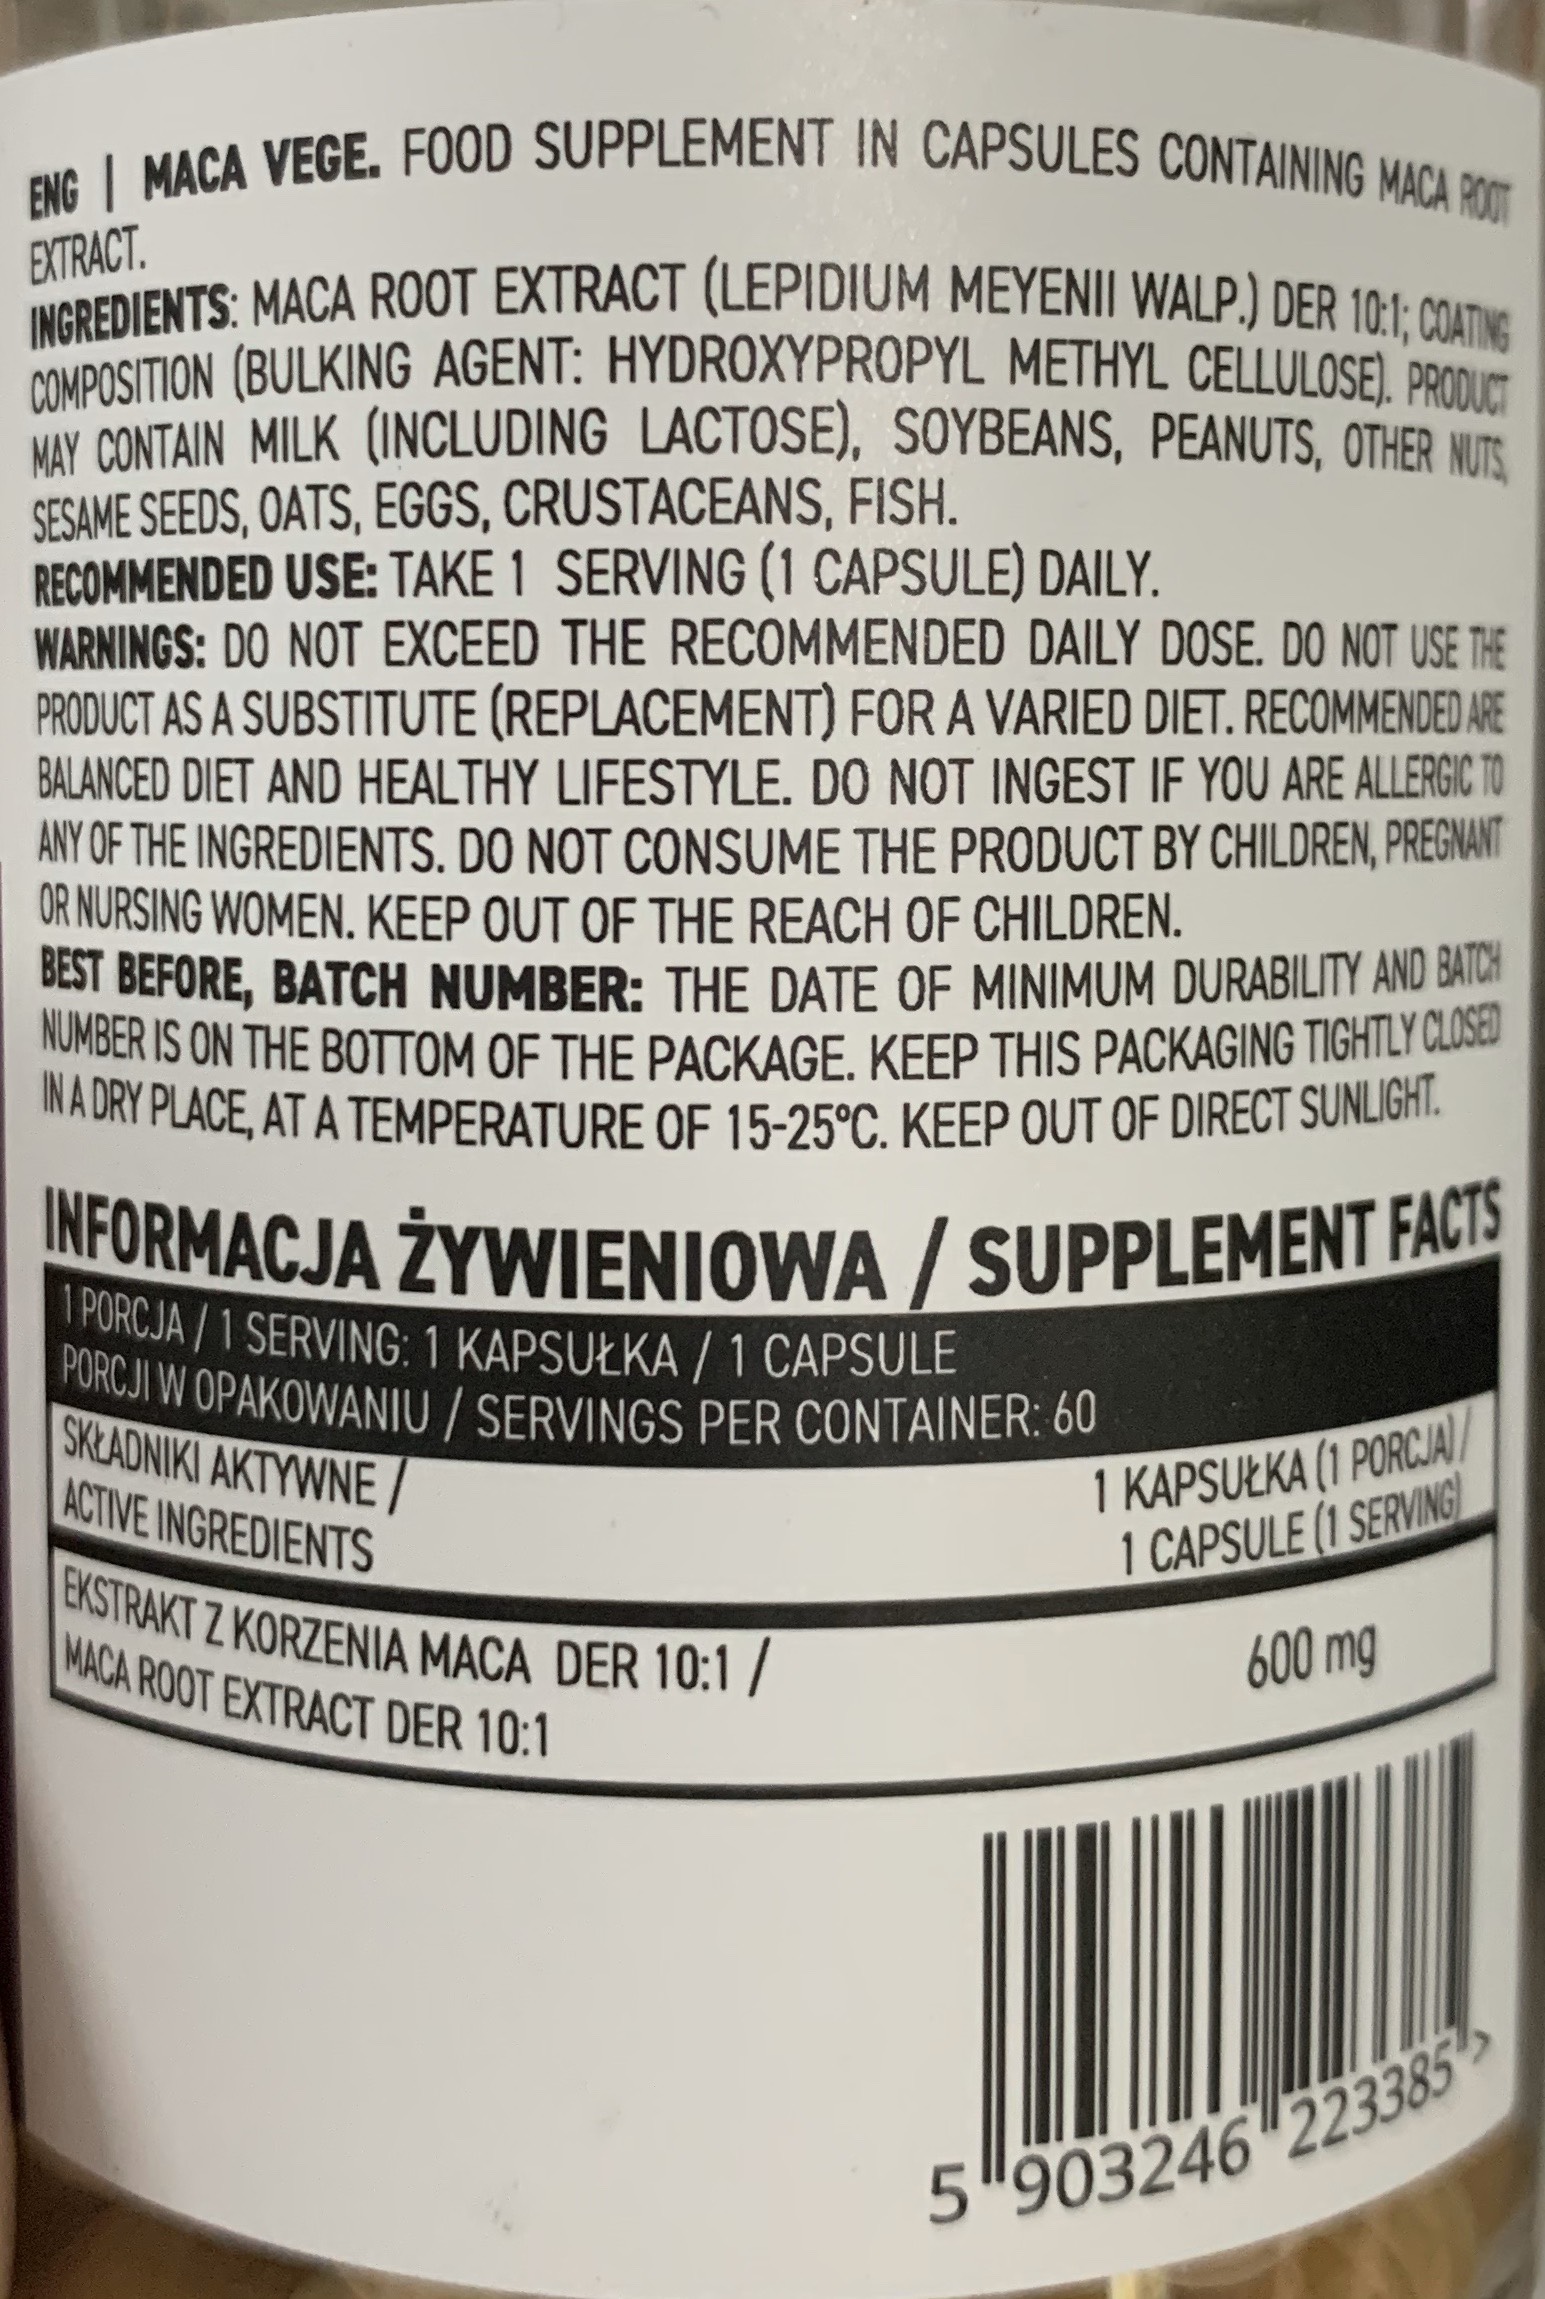 ENG | MACA VEGE. FOOD SUPPLEMENT IN CAPSULES CONTAINING MACA ROOT
EXTRACT.
INGREDIENTS: MACA ROOT EXTRACT (LEPIDIUM MEYENII WALP.) DER 10:1; COATING
COMPOSITION (BULKING AGENT: HYDROXYPROPYL METHYL CELLULOSE). PRODUCT
MAY CONTAIN MILK (INCLUDING LACTOSE), SOYBEANS, PEANUTS, OTHER NUTS,
SESAME SEEDS, OATS, EGGS, CRUSTACEANS, FISH.
RECOMMENDED USE: TAKE 1 SERVING (1 CAPSULE) DAILY.
WARNINGS: DO NOT EXCEED THE RECOMMENDED DAILY DOSE. DO NOT USE THE
PRODUCT AS A SUBSTITUTE (REPLACEMENT) FOR A VARIED DIET. RECOMMENDED ARE
BALANCED DIET AND HEALTHY LIFESTYLE. DO NOT INGEST IF YOU ARE ALLERGIC TO
ANY OF THE INGREDIENTS. DO NOT CONSUME THE PRODUCT BY CHILDREN, PREGNANT
OR NURSING WOMEN. KEEP OUT OF THE REACH OF CHILDREN.
BEST BEFORE, BATCH NUMBER: THE DATE OF MINIMUM DURABILITY AND BATCH
NUMBER IS ON THE BOTTOM OF THE PACKAGE. KEEP THIS PACKAGING TIGHTLY CLOSED
IN A DRY PLACE, AT A TEMPERATURE OF 15-25°C. KEEP OUT OF DIRECT SUNLIGHT.
INFORMACJA ŻYWIENIOWA / SUPPLEMENT FACTS
1 PORCJA / 1 SERVING: 1 KAPSUŁKA / 1 CAPSULE
PORCJI W OPAKOWANIU / SERVINGS PER CONTAINER: 60
SKŁADNIKI AKTYWNE /
ACTIVE INGREDIENTS
1 KAPSUŁKA (1 PORCJA) /
1 CAPSULE (1 SERVING)
EKSTRAKT Z KORZENIA MACA DER 10:1 /
MACA ROOT EXTRACT DER 10:1
600 mg
5 903246 223385 >